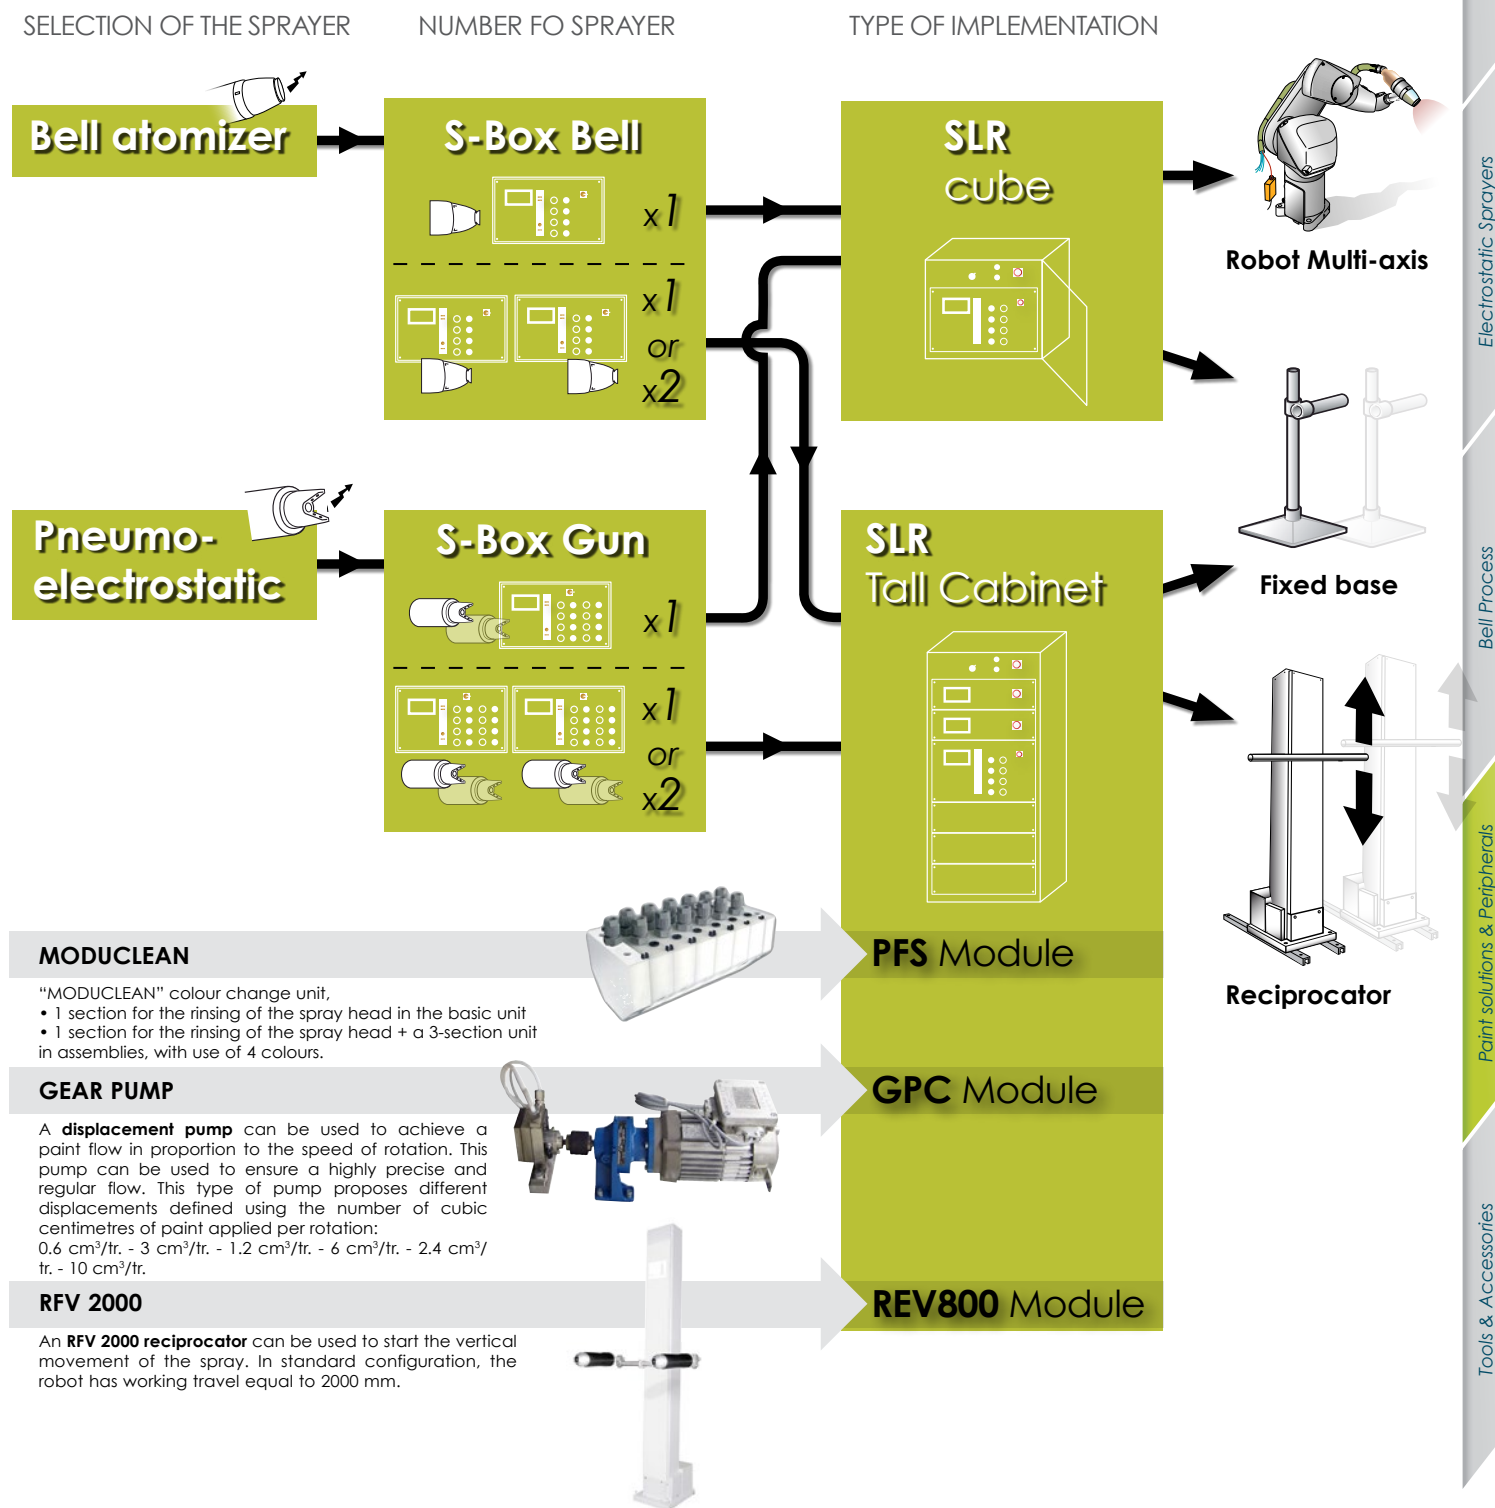 SELECTION OF THE SPRAYER
NUMBER FO SPRAYER
TYPE OF IMPLEMENTATION
Bell atomizer
S-Box Bell
x1
x1
or
x2
SLR
cube
Robot Multi-axis
Pneumo-
electrostatic
S-Box Gun
x1
x1
or
x2
SLR
Tall Cabinet
Fixed base
Reciprocator
MODUCLEAN
PFS Module
“MODUCLEAN” colour change unit,
• 1 section for the rinsing of the spray head in the basic unit
• 1 section for the rinsing of the spray head + a 3-section unit
in assemblies, with use of 4 colours.
GEAR PUMP
GPC Module
A displacement pump can be used to achieve a
paint flow in proportion to the speed of rotation. This
pump can be used to ensure a highly precise and
regular flow. This type of pump proposes different
displacements defined using the number of cubic
centimetres of paint applied per rotation:
0.6 cm³/tr. - 3 cm³/tr. - 1.2 cm³/tr. - 6 cm³/tr. - 2.4 cm³/
tr. - 10 cm³/tr.
RFV 2000
REV800 Module
An RFV 2000 reciprocator can be used to start the vertical
movement of the spray. In standard configuration, the
robot has working travel equal to 2000 mm.
Electrostatic Sprayers
Bell Process
Paint solutions & Peripherals
Tools & Accessories